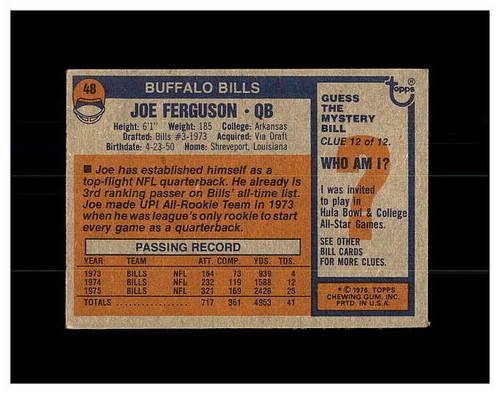 48
BUFFALO BILLS
JOE FERGUSON · QB
Height: 6'1" Weight: 185 College: Arkansas
Drafted: Bills #3-1973 Acquired: Via Draft
Birthdate: 4-23-50 Home: Shreveport, Louisiana
■ Joe has established himself as a
top-flight NFL quarterback. He already is
3rd ranking passer on Bills' all-time list.
Joe made UPI All-Rookie Team in 1973
when he was league's only rookie to start
every game as a quarterback.
PASSING RECORD
YEAR TEAM ATT. COMP. YDS. TDS.
1973 BILLS NFL 164 73 939 4
1974 BILLS NFL 232 119 1588 12
1975 BILLS NFL 321 169 2426 25
TOTALS ................. 717 361 4953 41
topps®
GUESS
THE
MYSTERY
BILL
CLUE 12 of 12.
WHO AM I?
?
I was invited
to play in
Hula Bowl & College
All-Star Games.
SEE OTHER
BILL CARDS
FOR MORE CLUES.
* © 1976, TOPPS
CHEWING GUM, INC.
PRTD. IN U.S.A.